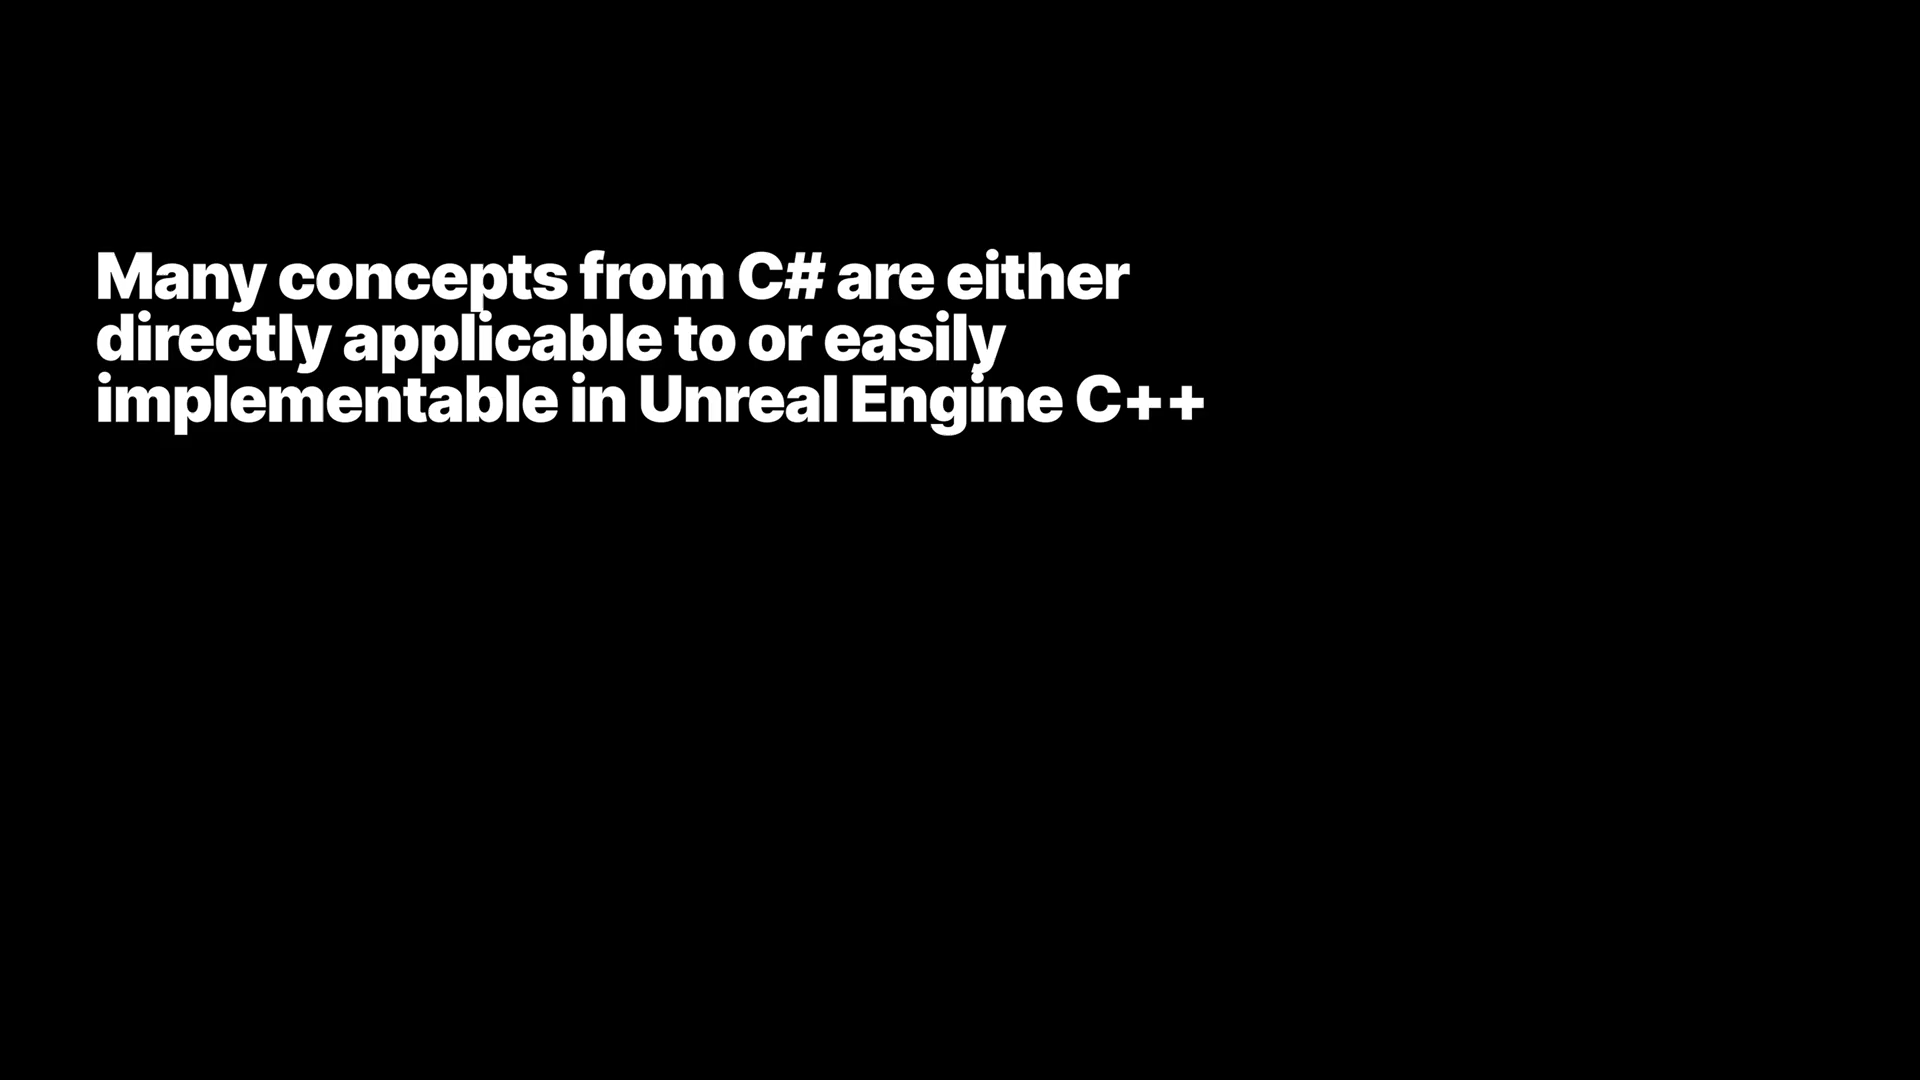 Many concepts from C# are either
directly applicable to or easily
implementable in Unreal Engine C++